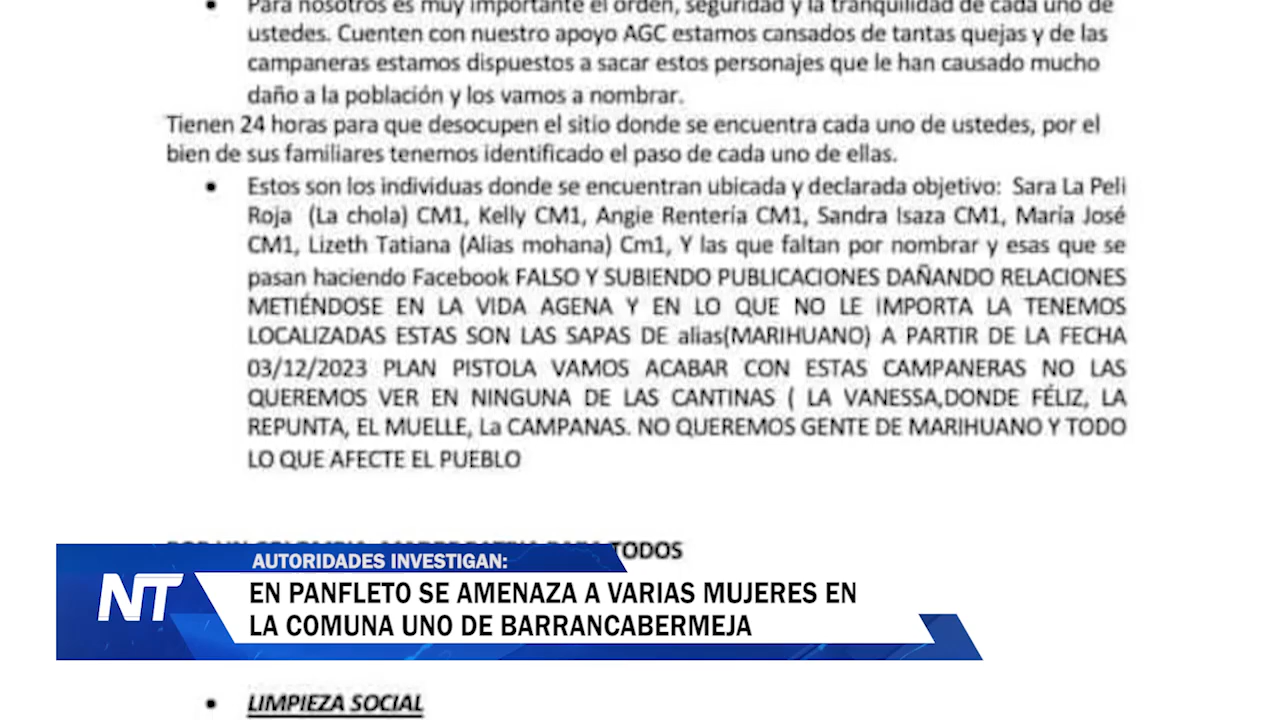 • Para nosotros es muy importante el orden, seguridad y la tranquilidad de cada uno de
ustedes. Cuenten con nuestro apoyo AGC estamos cansados de tantas quejas y de las
campaneras estamos dispuestos a sacar estos personajes que le han causado mucho
daño a la población y los vamos a nombrar.
Tienen 24 horas para que desocupen el sitio donde se encuentra cada uno de ustedes, por el
bien de sus familiares tenemos identificado el paso de cada uno de ellas.
• Estos son los individuas donde se encuentran ubicada y declarada objetivo: Sara La Peli
Roja (La chola) CM1, Kelly CM1, Angie Rentería CM1, Sandra Isaza CM1, María José
CM1, Lizeth Tatiana (Alias mohana) Cm1, Y las que faltan por nombrar y esas que se
pasan haciendo Facebook FALSO Y SUBIENDO PUBLICACIONES DAÑANDO RELACIONES
METIÉNDOSE EN LA VIDA AGENA Y EN LO QUE NO LE IMPORTA LA TENEMOS
LOCALIZADAS ESTAS SON LAS SAPAS DE alias(MARIHUANO) A PARTIR DE LA FECHA
03/12/2023 PLAN PISTOLA VAMOS ACABAR CON ESTAS CAMPANERAS NO LAS
QUEREMOS VER EN NINGUNA DE LAS CANTINAS ( LA VANESSA,DONDE FÉLIZ, LA
REPUNTA, EL MUELLE, La CAMPANAS. NO QUEREMOS GENTE DE MARIHUANO Y TODO
LO QUE AFECTE EL PUEBLO
TODOS
AUTORIDADES INVESTIGAN:
NT
EN PANFLETO SE AMENAZA A VARIAS MUJERES EN
LA COMUNA UNO DE BARRANCABERMEJA
• LIMPIEZA SOCIAL